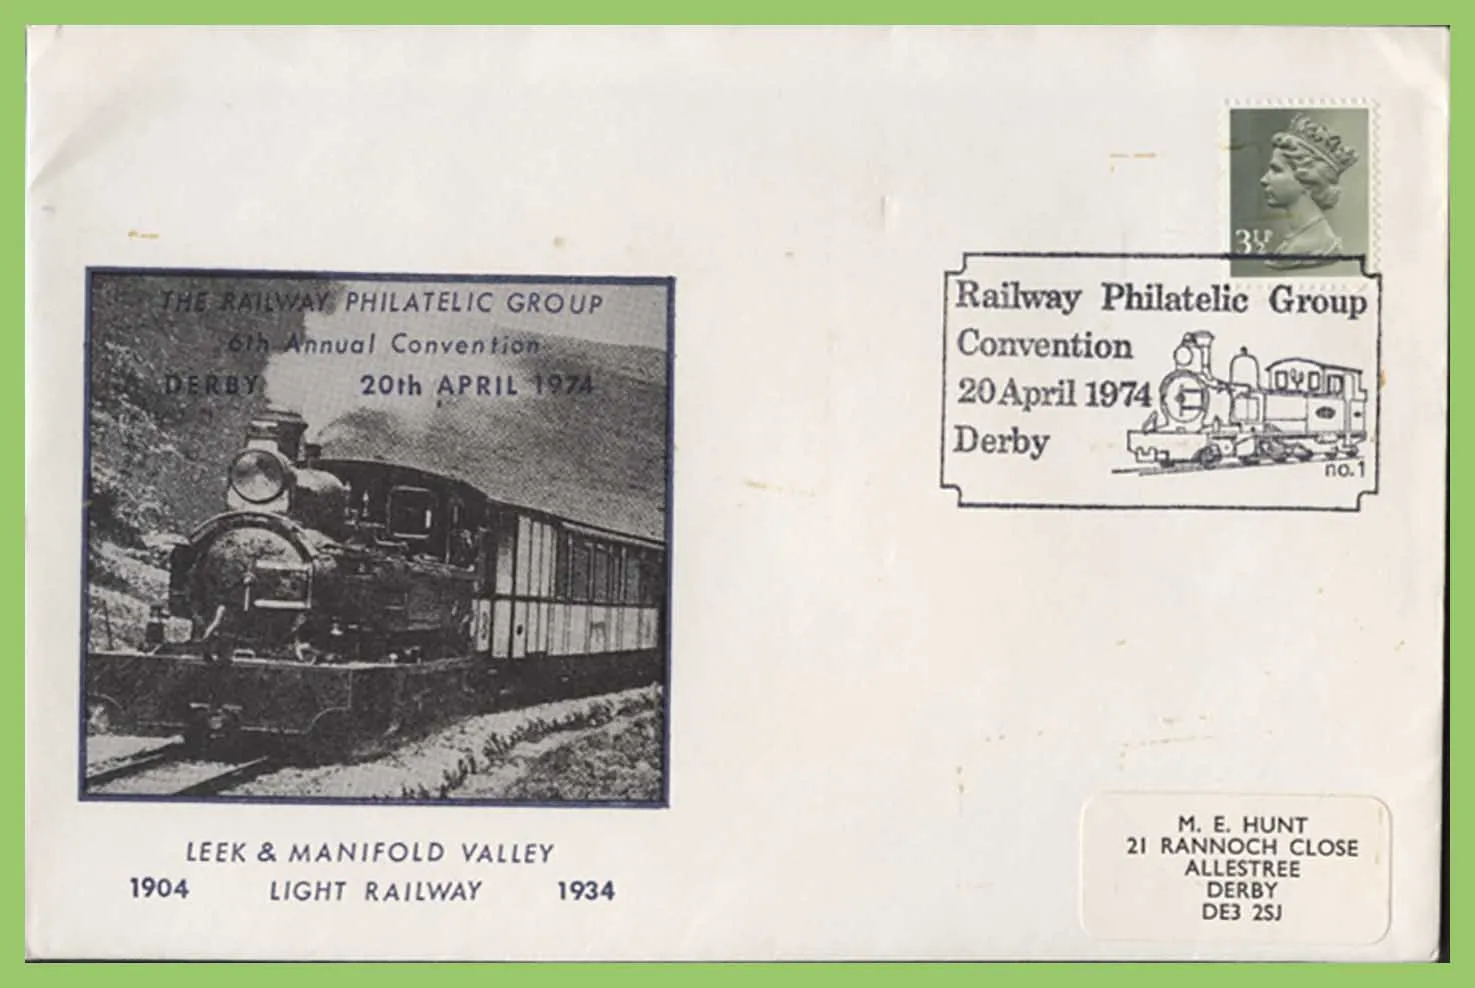 THE RAILWAY PHILATELIC GROUP
6th Annual Convention
DERBY 20th APRIL 1974
LEEK & MANIFOLD VALLEY
1904 LIGHT RAILWAY 1934
3½P
Railway Philatelic Group
Convention
20 April 1974
Derby
no.1
M. E. HUNT
21 RANNOCH CLOSE
ALLESTREE
DERBY
DE3 2SJ